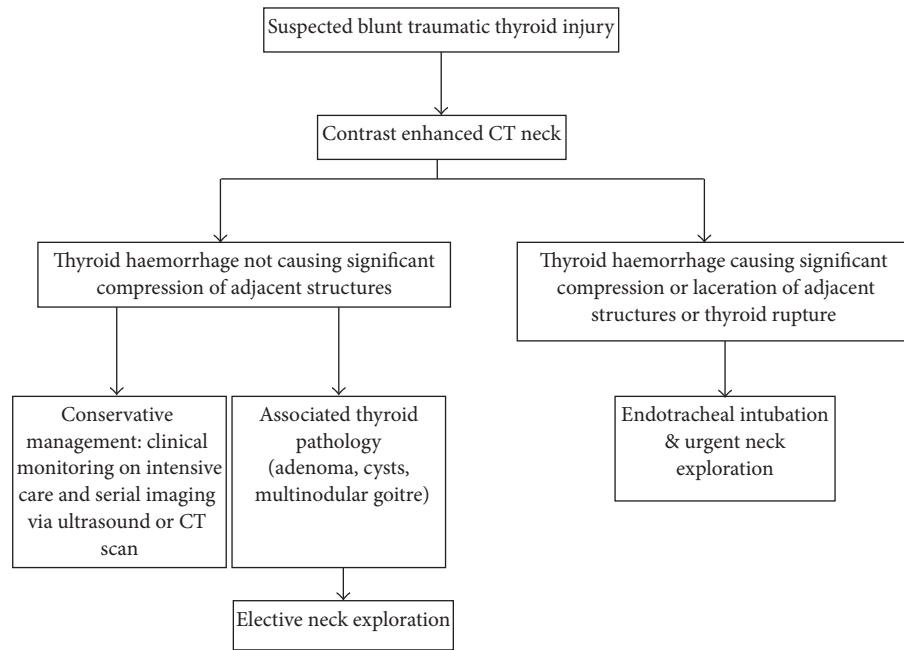 Suspected blunt traumatic thyroid injury
Contrast enhanced CT neck
Thyroid haemorrhage not causing significant
compression of adjacent structures
Thyroid haemorrhage causing significant
compression or laceration of adjacent
structures or thyroid rupture
Conservative
management: clinical
monitoring on intensive
care and serial imaging
via ultrasound or CT
scan
Associated thyroid
pathology
(adenoma, cysts,
multinodular goitre)
Endotracheal intubation
& urgent neck
exploration
Elective neck exploration